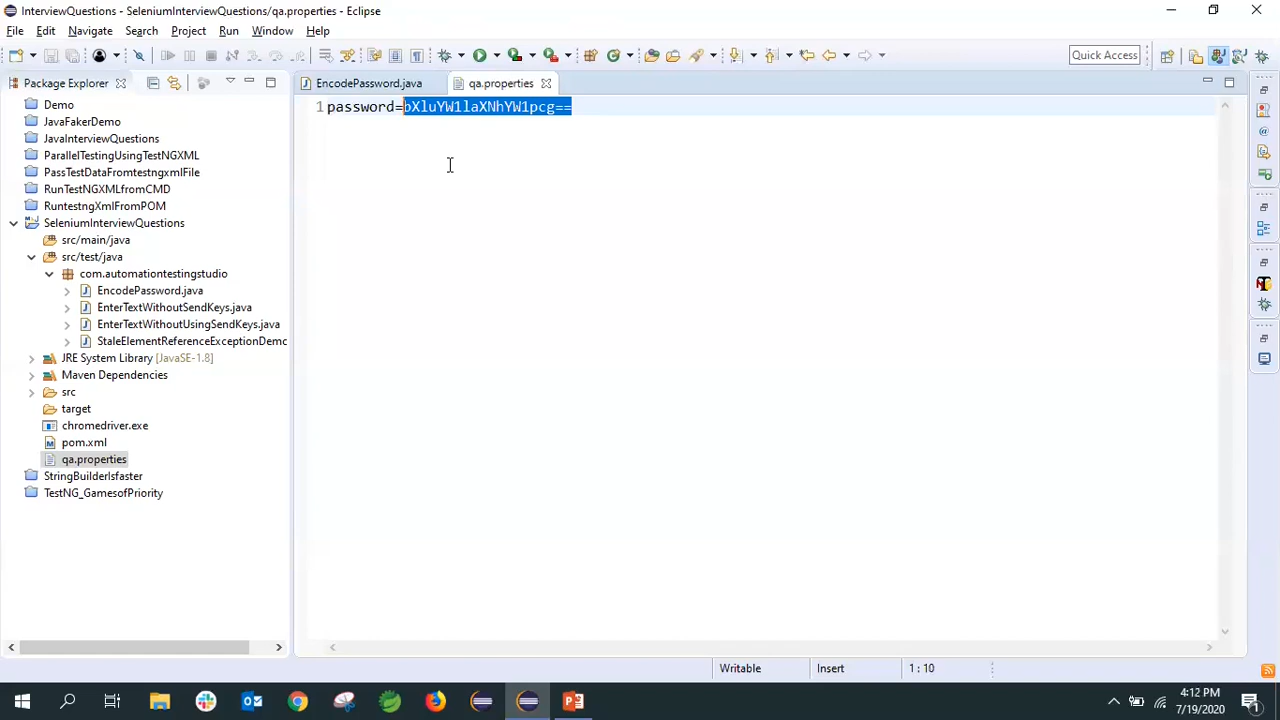 InterviewQuestions - SeleniumInterviewQuestions/qa.properties - Eclipse
File Edit Navigate Search Project Run Window Help
Quick Access
Package Explorer
EncodePassword.java
qa.properties
1 password=bXluYW1laXNhYW1pcg==
Demo
JavaFakerDemo
JavaInterviewQuestions
ParallelTestingUsingTestNGXML
PassTestDataFromtestngxmlFile
RunTestNGXMLfromCMD
RuntestngXmlFromPOM
SeleniumInterviewQuestions
src/main/java
src/test/java
com.automationtestingstudio
EncodePassword.java
EnterTextWithoutSendKeys.java
EnterTextWithoutUsingSendKeys.java
StaleElementReferenceExceptionDemo
JRE System Library [JavaSE-1.8]
Maven Dependencies
src
target
chromedriver.exe
pom.xml
qa.properties
StringBuilderIsfaster
TestNG_GamesofPriority
Writable
Insert
1 : 10
4:12 PM
7/19/2020